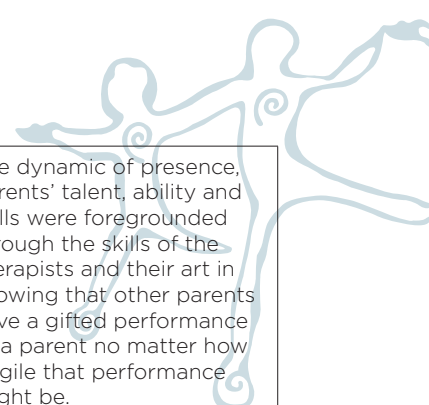 e dynamic of presence,
rents' talent, ability and
lls were foregrounded
rough the skills of the
erapists and their art in
owing that other parents
ve a gifted performance
a parent no matter how
gile that performance
ght be.